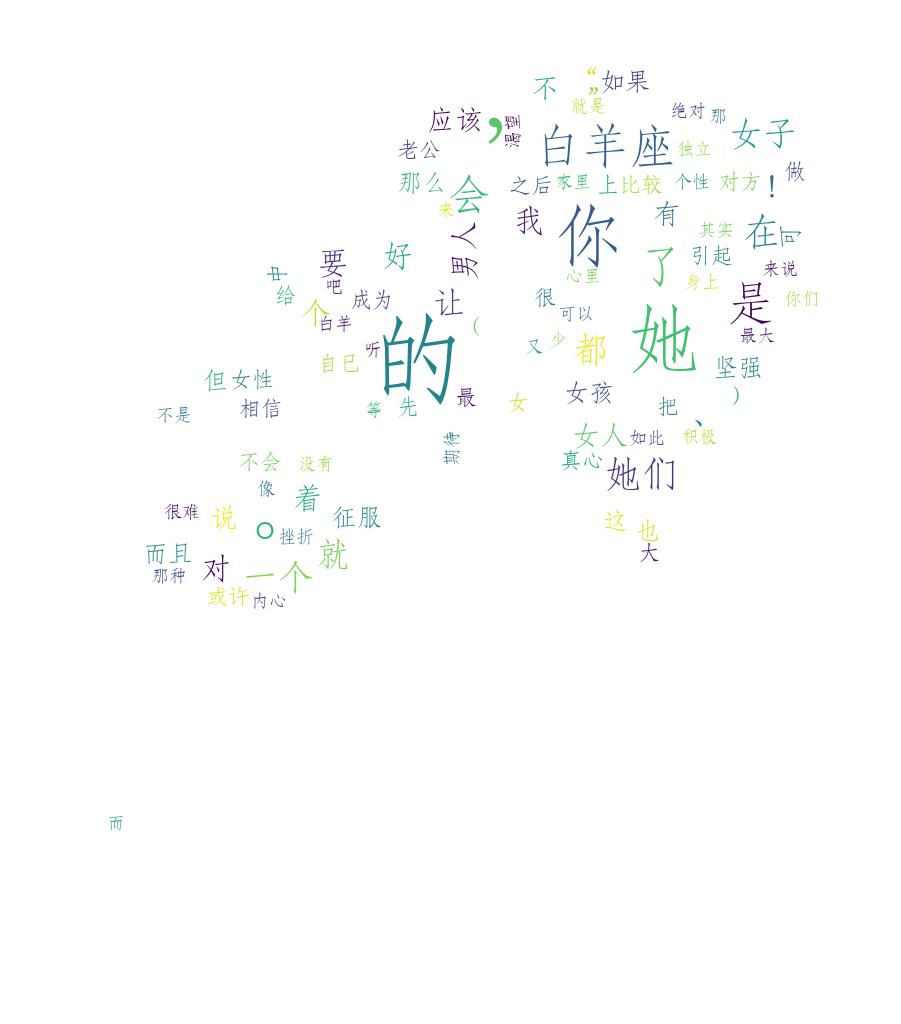 “ ”
如果
不
就是
绝对
那
应该
，
渴望
老公
白羊座
独立
女子
那么
会
来
之后
家里
上
比较
个性
对方
！
做
我
你
有
其实
在
男人
好
心里
了
引起
身上
来说
你们
中
给
要
吧
个
成为
白羊
让
很
可以
她
是
最大
的
（
听
自己
又
少
都
坚强
但
女性
不是
相信
等
先
最
女
女孩
把
）
、
期待
女人
如此
积极
真心
她们
不会
没有
像
着
很难
说
。
挫折
征服
这
也
大
而且
那种
对
一个
就
或许
内心
而